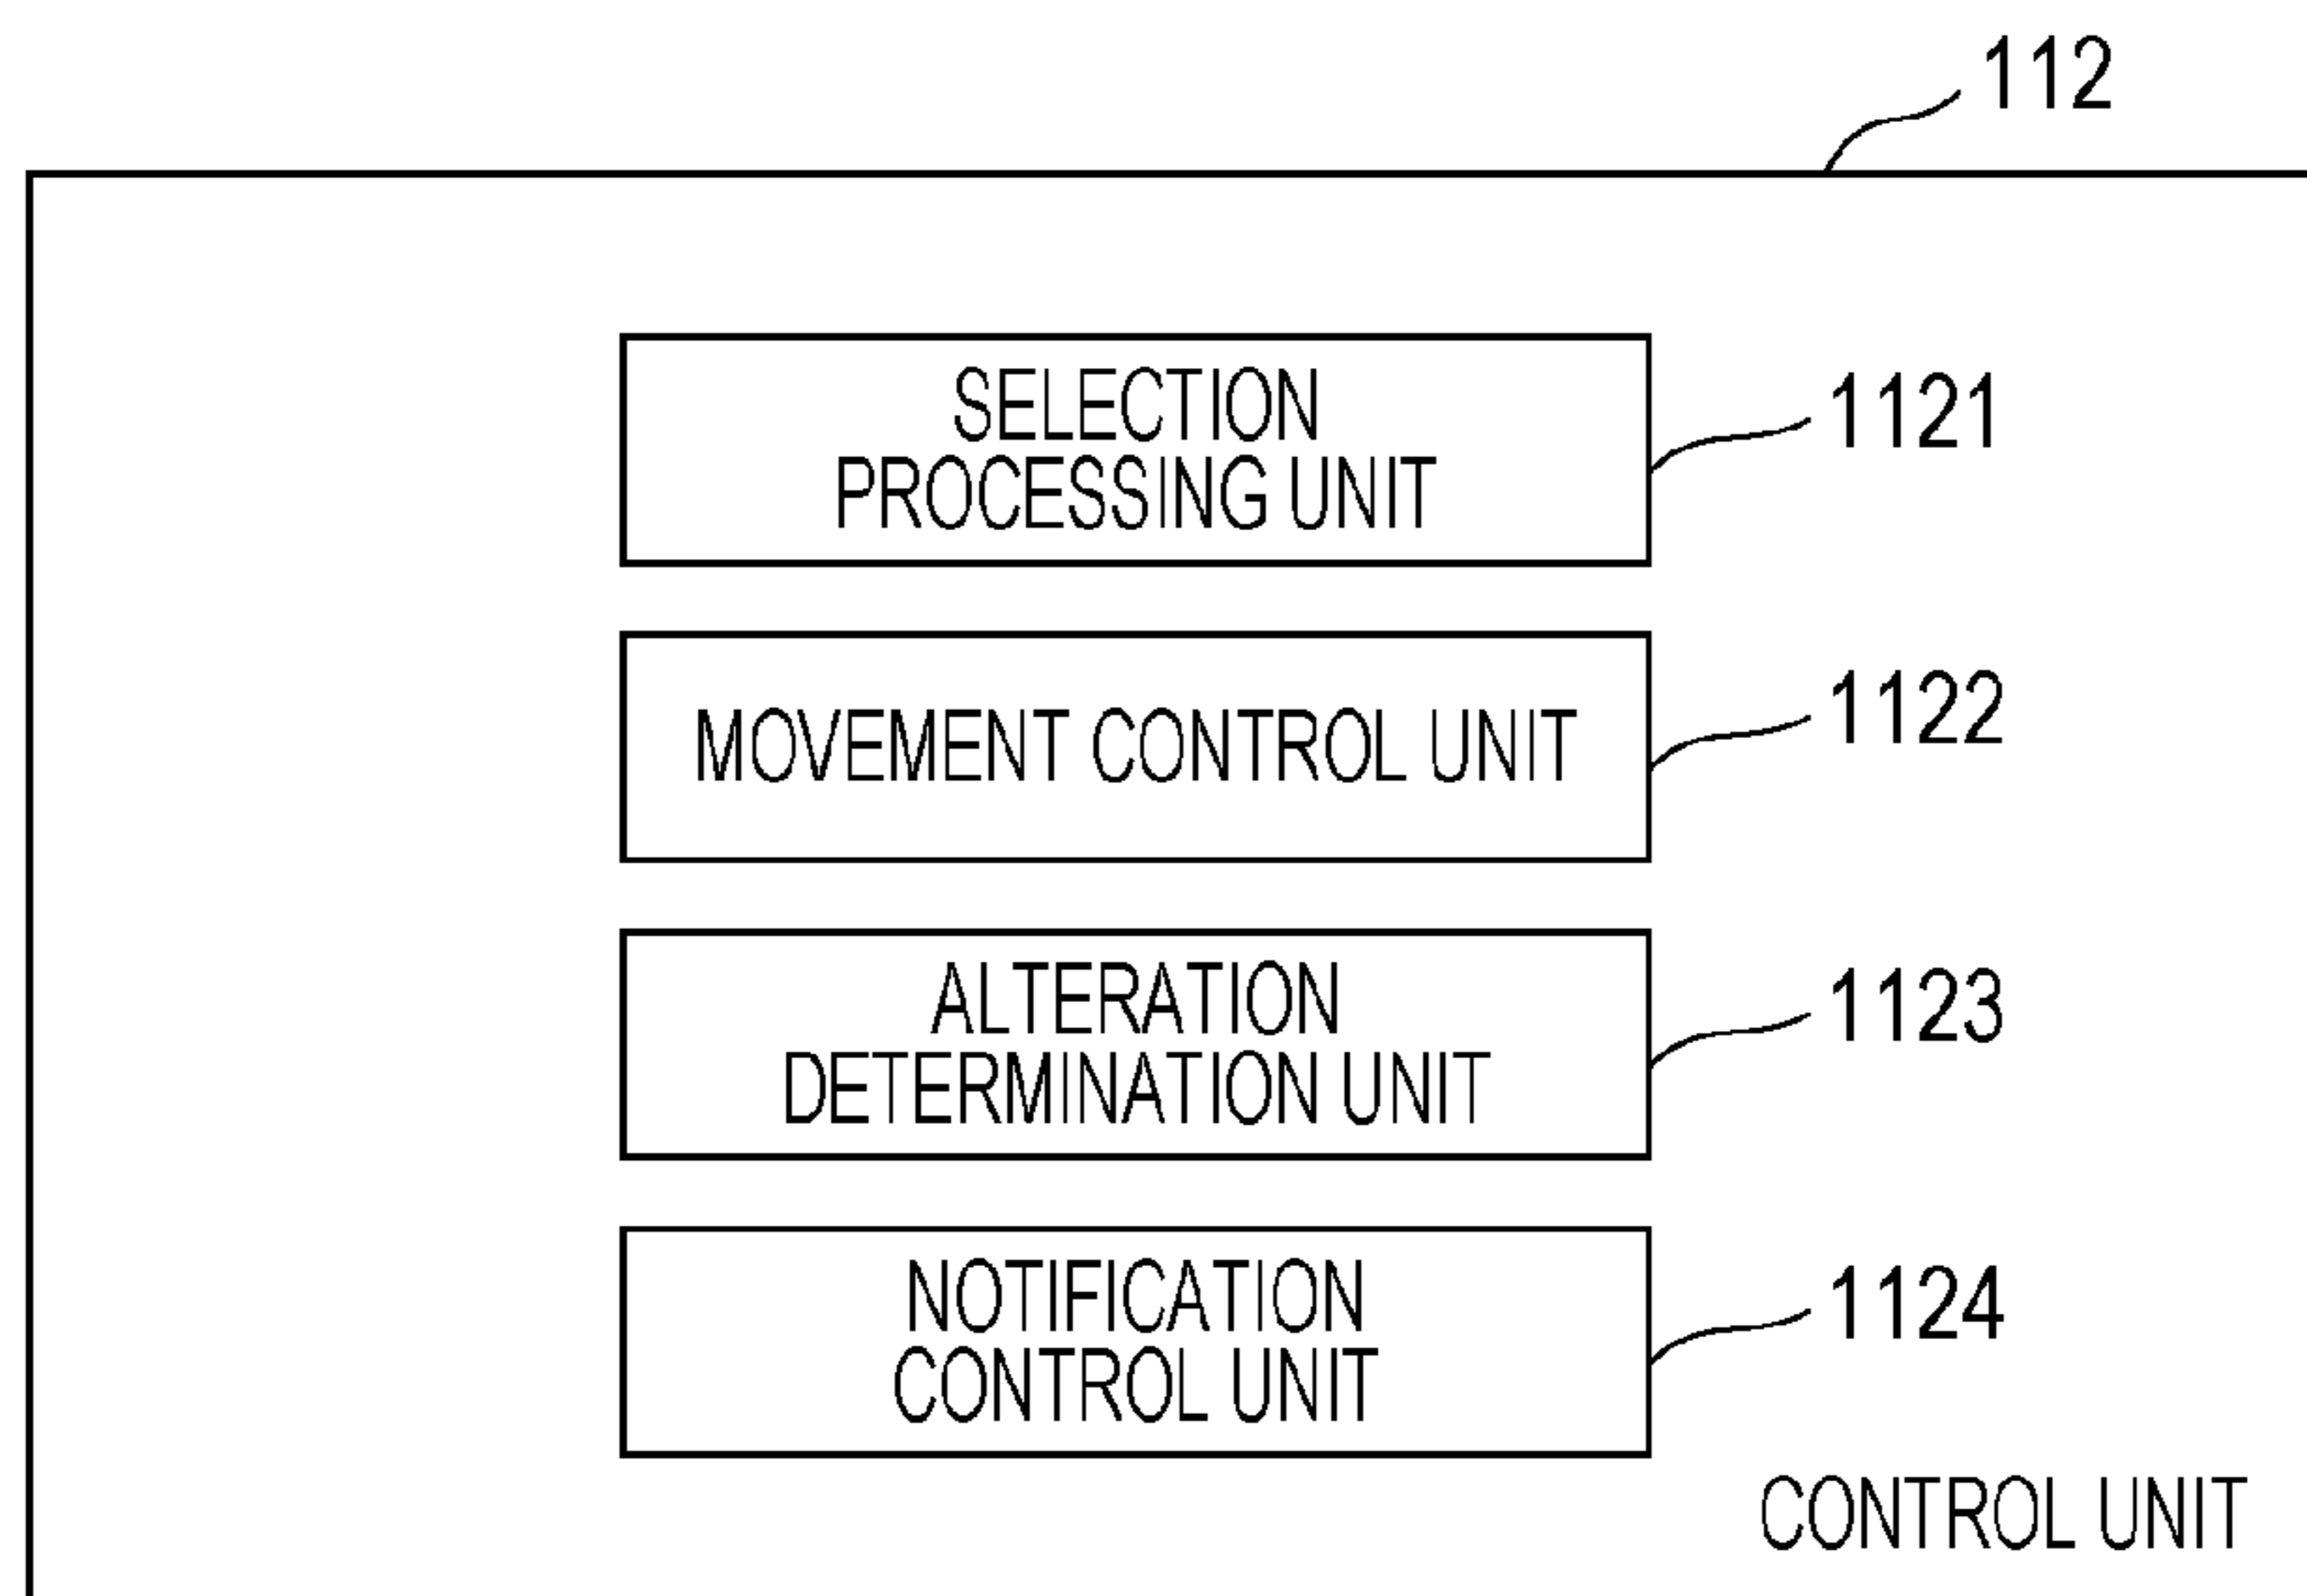 112
SELECTION
PROCESSING UNIT
1121
MOVEMENT CONTROL UNIT
1122
ALTERATION
DETERMINATION UNIT
1123
NOTIFICATION
CONTROL UNIT
1124
CONTROL UNIT